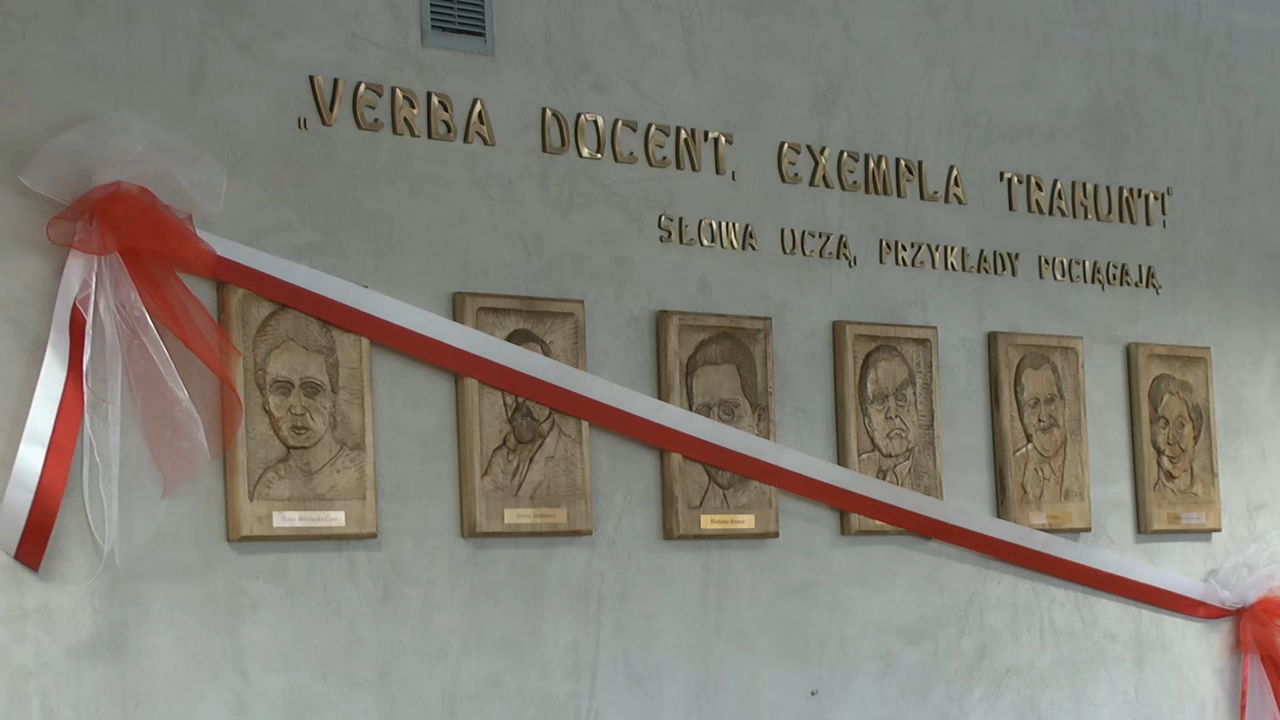 „VERBA DOCENT, EXEMPLA TRAHUNT!"
SŁOWA UCZĄ, PRZYKŁADY POCIĄGAJĄ